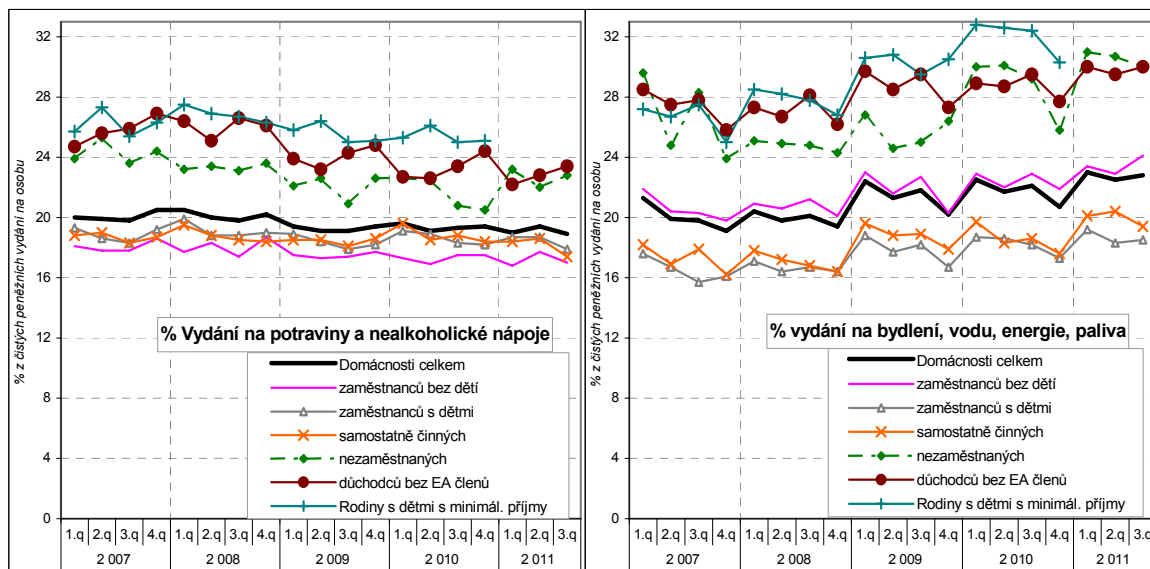 % z čistých peněžních vydání na osobu
32
28
24
20
16
12
8
4
0
% Vydání na potraviny a nealkoholické nápoje
Domácnosti celkem
zaměstnanců bez dětí
zaměstnanců s dětmi
samostatně činných
nezaměstnaných
důchodců bez EA členů
Rodiny s dětmi s minimál. příjmy
1.q 2.q 3.q 4.q 1.q 2.q 3.q 4.q 1.q 2.q 3.q 4.q 1.q 2.q 3.q 4.q 1.q 2.q 3.q
2 007 2 008 2 009 2 010 2 011
% z čistých peněžních vydání na osobu
32
28
24
20
16
12
8
4
0
% vydání na bydlení, vodu, energie, paliva
Domácnosti celkem
zaměstnanců bez dětí
zaměstnanců s dětmi
samostatně činných
nezaměstnaných
důchodců bez EA členů
Rodiny s dětmi s minimál. příjmy
1.q 2.q 3.q 4.q 1.q 2.q 3.q 4.q 1.q 2.q 3.q 4.q 1.q 2.q 3.q 4.q 1.q 2.q 3.q
2 007 2 008 2 009 2 010 2 011